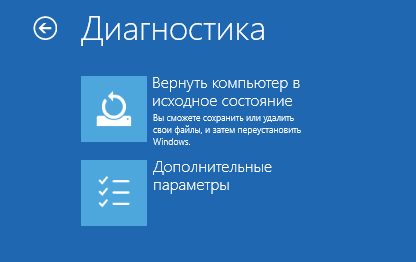 Диагностика
Вернуть компьютер в
исходное состояние
Вы сможете сохранить или удалить
свои файлы, и затем переустановить
Windows.
Дополнительные
параметры